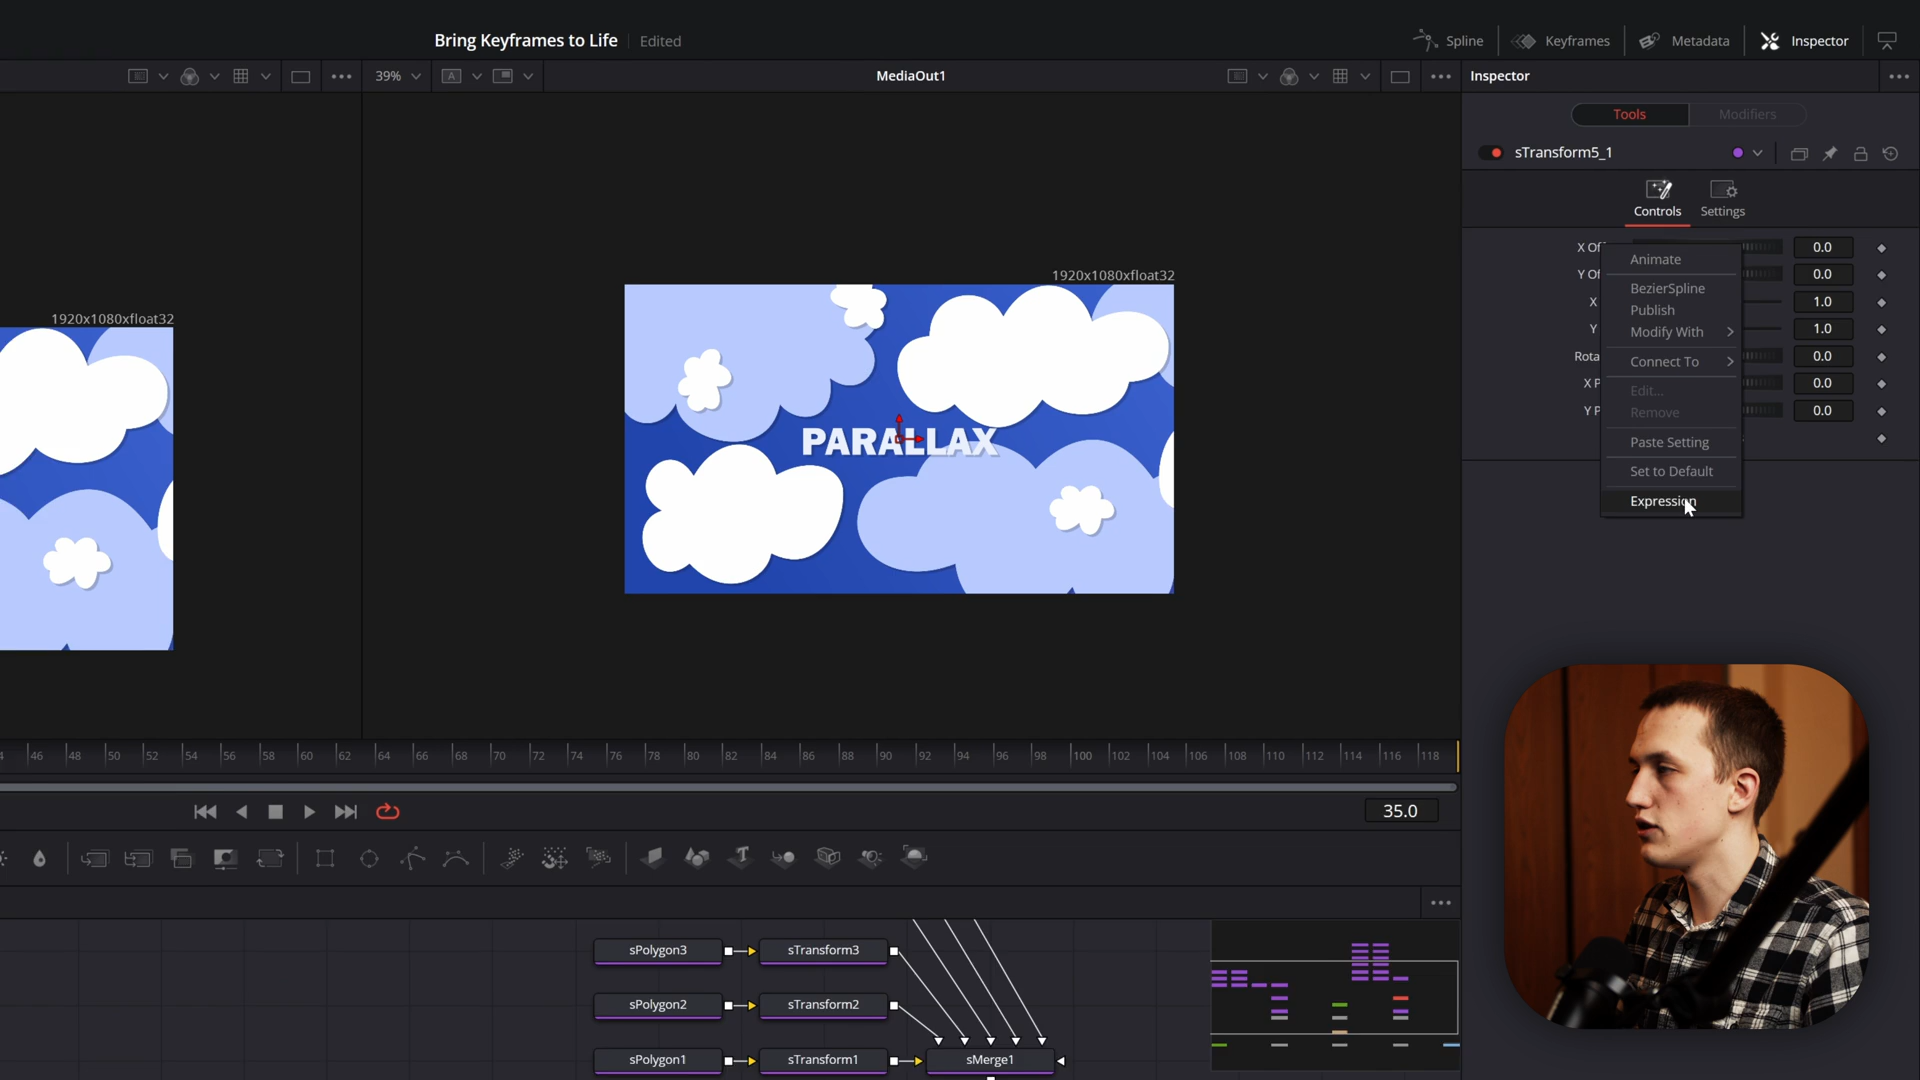 Bring Keyframes to Life Edited
Spline Keyframes Metadata Inspector
39% A MediaOut1
Inspector
Tools Modifiers
sTransform5_1
Controls Settings
X Of 0.0
Y Of 0.0
X 1.0
Y 1.0
Rota 0.0
X P 0.0
Y P 0.0
Animate
BezierSpline
Publish
Modify With
Connect To
Edit...
Remove
Paste Setting
Set to Default
Expression
1920x1080xfloat32
1920x1080xfloat32
PARALLAX
46 48 50 52 54 56 58 60 62 64 66 68 70 72 74 76 78 80 82 84 86 88 90 92 94 96 98 100 102 104 106 108 110 112 114 116 118
35.0
T
sPolygon3 sTransform3
sPolygon2 sTransform2
sPolygon1 sTransform1 sMerge1